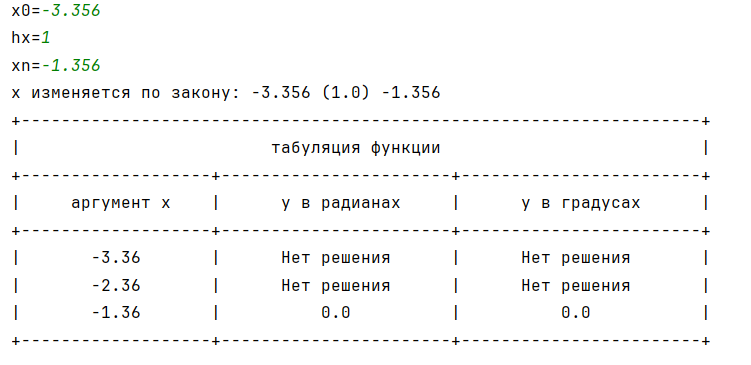 x0=-3.356
hx=1
xn=-1.356
x изменяется по закону: -3.356 (1.0) -1.356
+--------------------------------------------------------------------+
|                         табуляция функции                          |
+-------------------+-----------------------+------------------------+
|     аргумент x    |      y в радианах     |      y в градусах      |
+-------------------+-----------------------+------------------------+
|       -3.36       |      Нет решения      |      Нет решения       |
|       -2.36       |      Нет решения      |      Нет решения       |
|       -1.36       |          0.0          |          0.0           |
+-------------------+-----------------------+------------------------+